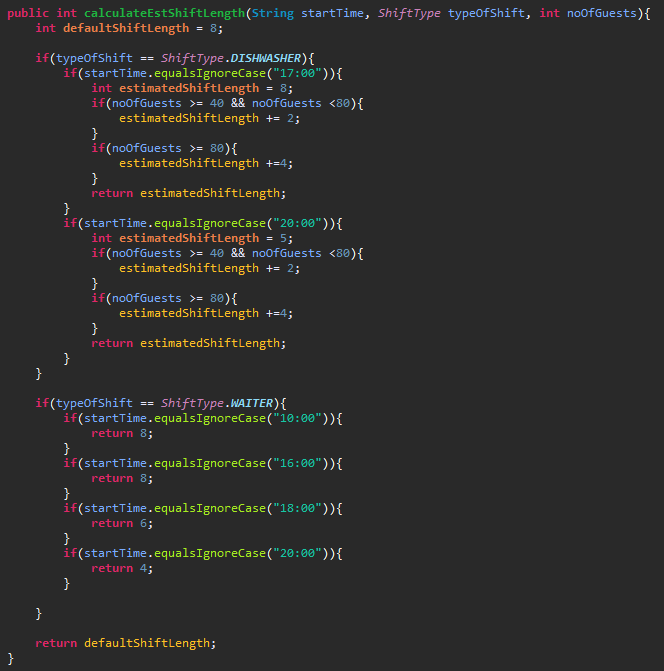 public int calculateEstShiftLength(String startTime, ShiftType typeOfShift, int noOfGuests){
    int defaultShiftLength = 8;

    if(typeOfShift == ShiftType.DISHWASHER){
        if(startTime.equalsIgnoreCase("17:00")){
            int estimatedShiftLength = 8;
            if(noOfGuests >= 40 && noOfGuests <80){
                estimatedShiftLength += 2;
            }
            if(noOfGuests >= 80){
                estimatedShiftLength +=4;
            }
            return estimatedShiftLength;
        }
        if(startTime.equalsIgnoreCase("20:00")){
            int estimatedShiftLength = 5;
            if(noOfGuests >= 40 && noOfGuests <80){
                estimatedShiftLength += 2;
            }
            if(noOfGuests >= 80){
                estimatedShiftLength +=4;
            }
            return estimatedShiftLength;
        }
    }

    if(typeOfShift == ShiftType.WAITER){
        if(startTime.equalsIgnoreCase("10:00")){
            return 8;
        }
        if(startTime.equalsIgnoreCase("16:00")){
            return 8;
        }
        if(startTime.equalsIgnoreCase("18:00")){
            return 6;
        }
        if(startTime.equalsIgnoreCase("20:00")){
            return 4;
        }

    }

    return defaultShiftLength;
}